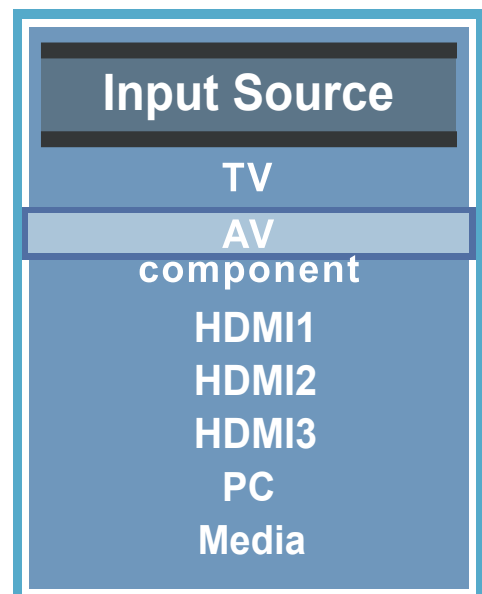 Input Source
TV
AV
component
HDMI1
HDMI2
HDMI3
PC
Media